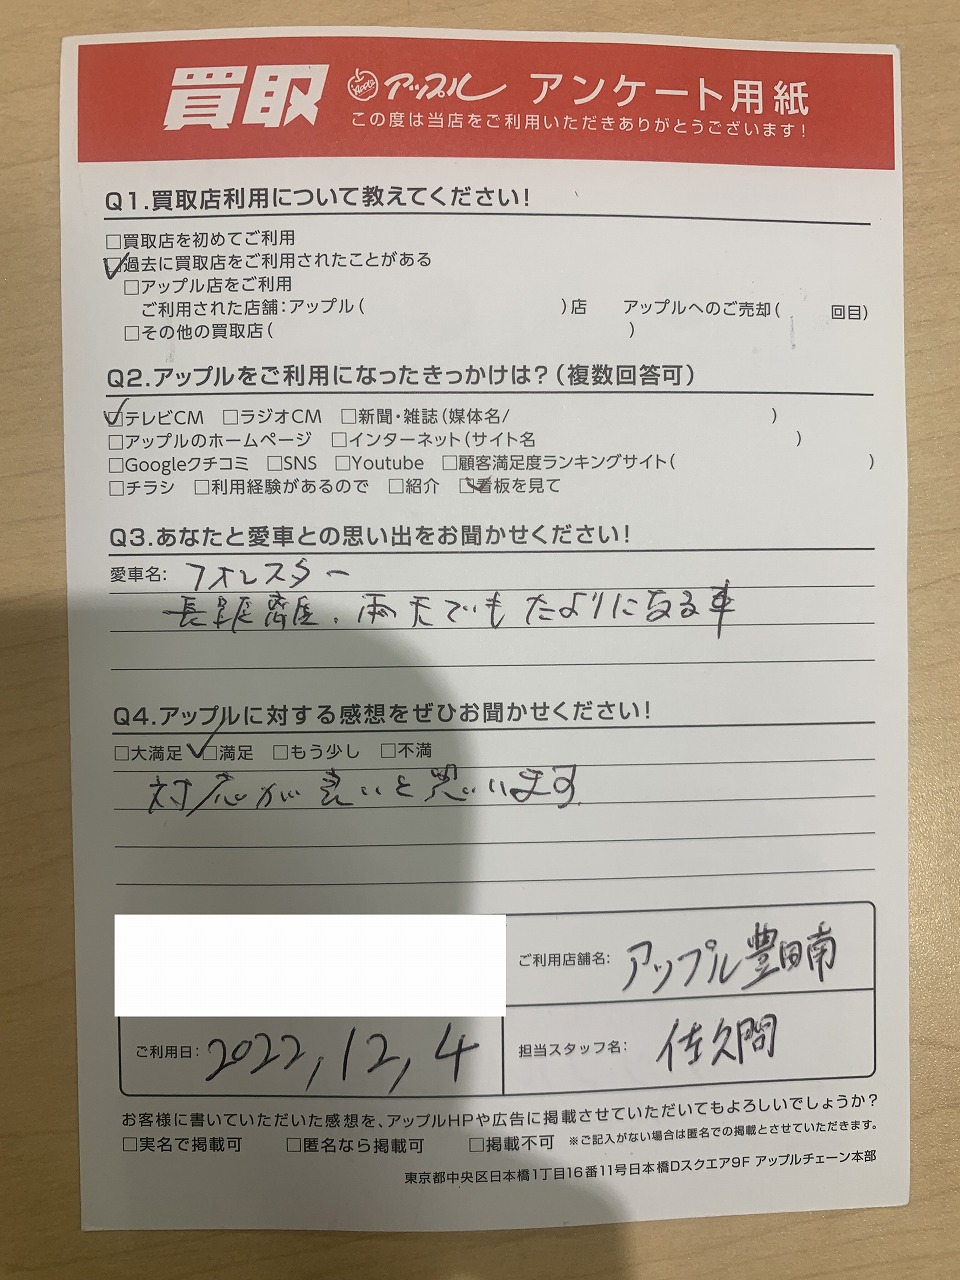 買取 Apple アップル アンケート用紙
この度は当店をご利用いただきありがとうございます!
Q1.買取店利用について教えてください!
□買取店を初めてご利用
☑過去に買取店をご利用されたことがある
□アップル店をご利用
ご利用された店舗:アップル( )店 アップルへのご売却( 回目)
□その他の買取店( )
Q2.アップルをご利用になったきっかけは?(複数回答可)
☑テレビCM □ラジオCM □新聞・雑誌(媒体名/ )
□アップルのホームページ □インターネット(サイト名 )
□Googleクチコミ □SNS □Youtube □顧客満足度ランキングサイト( )
□チラシ □利用経験があるので □紹介 ☑看板を見て
Q3.あなたと愛車との思い出をお聞かせください!
愛車名: フォレスター
長距離、雨天でもたよりになる車
Q4.アップルに対する感想をぜひお聞かせください!
□大満足 ☑満足 □もう少し □不満
対応が良いと思います
ご利用店舗名: アップル豊田南
ご利用日: 2022,12,4 担当スタッフ名: 佐久間
お客様に書いていただいた感想を、アップルHPや広告に掲載させていただいてもよろしいでしょうか?
□実名で掲載可 □匿名なら掲載可 □掲載不可 ※ご記入がない場合は匿名での掲載とさせていただきます。
東京都中央区日本橋1丁目16番11号日本橋Dスクエア9F アップルチェーン本部